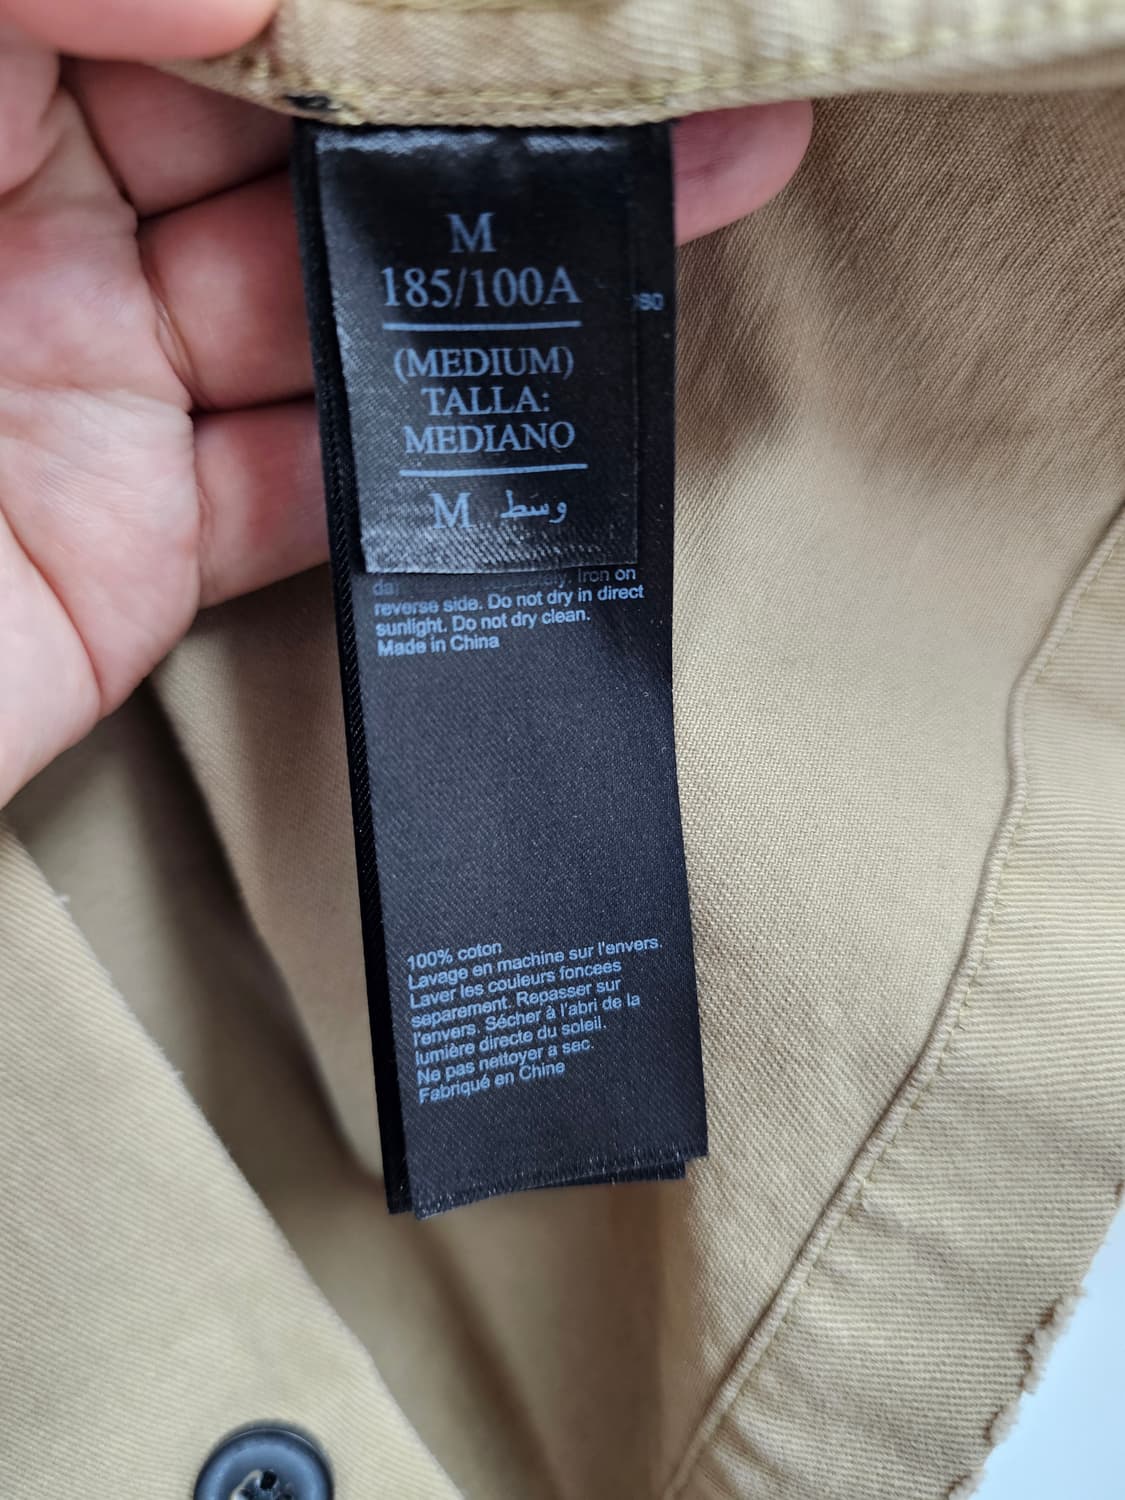 M
185/100A
(MEDIUM)
TALLA:
MEDIANO
M وسط
Iron on
reverse side. Do not dry in direct
sunlight. Do not dry clean.
Made in China
100% coton
Lavage en machine sur l'envers.
Laver les couleurs foncees
separement. Repasser sur
l'envers. Sécher à l'abri de la
lumière directe du soleil.
Ne pas nettoyer a sec.
Fabriqué en Chine